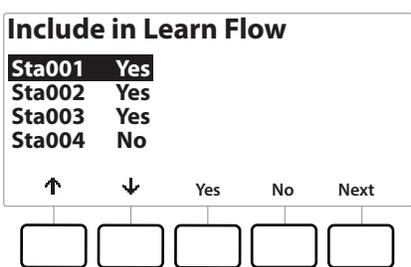 Include in Learn Flow
Sta001 Yes
Sta002 Yes
Sta003 Yes
Sta004 No
↑ ↓ Yes No Next